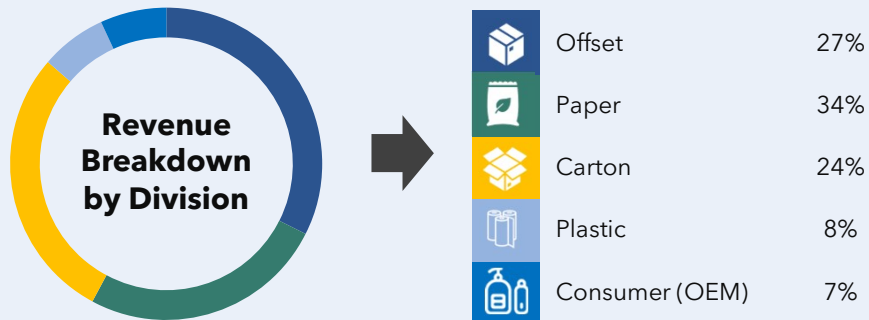 Revenue
Breakdown
by Division
Offset 27%
Paper 34%
Carton 24%
Plastic 8%
Consumer (OEM) 7%